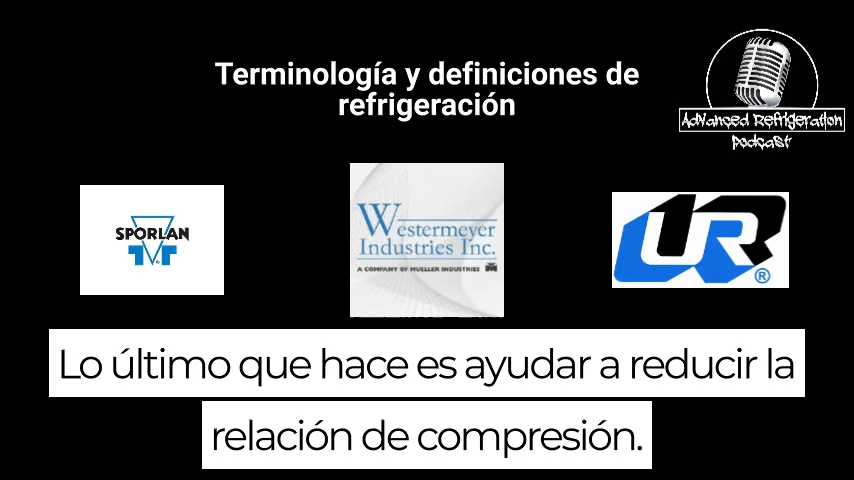 Terminología y definiciones de
refrigeración
Advanced Refrigeration
Podcast
SPORLAN
Westermeyer
Industries Inc.
A COMPANY OF MUELLER INDUSTRIES
UR
®
Lo último que hace es ayudar a reducir la
relación de compresión.